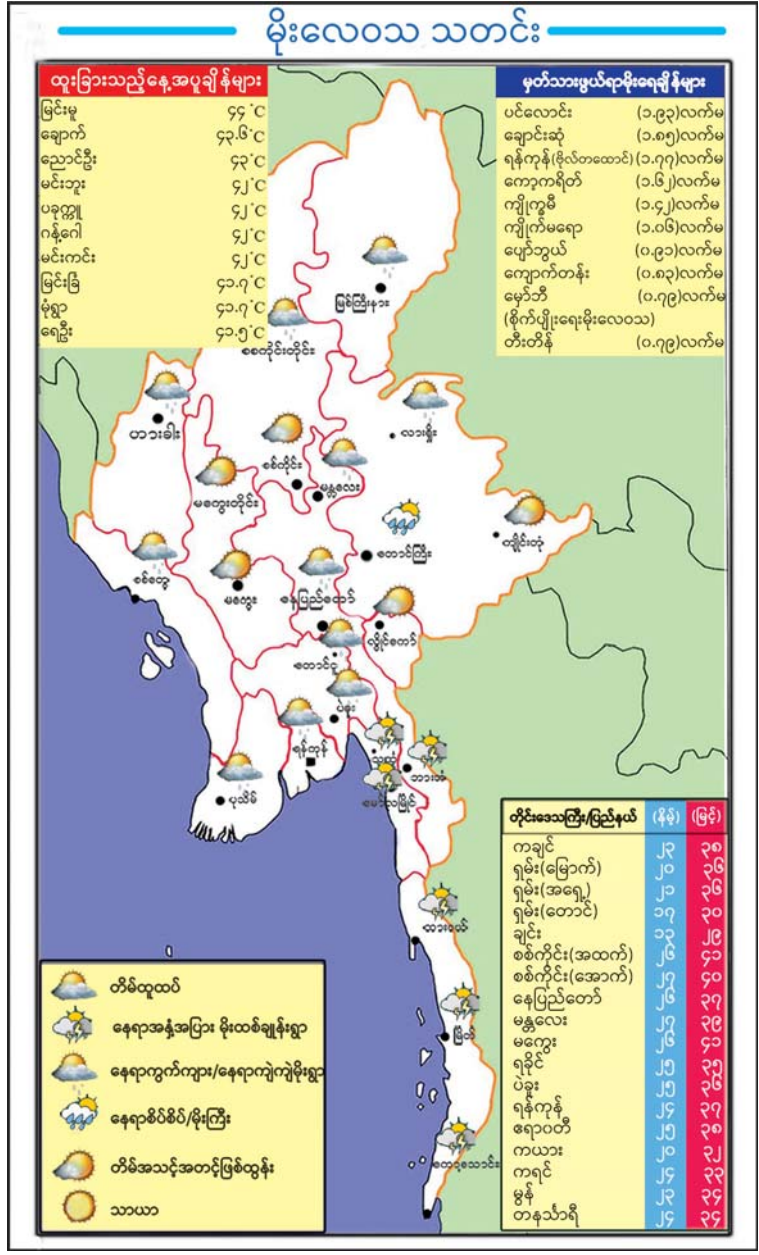 မိုးလေဝသ သတင်း
ထူးခြားသည့်နေ့အပူချိန်များ
မြင်းမူ ၄၄°C
ချောက် ၄၃.၆°C
ညောင်ဦး ၄၃°C
မင်းဘူး ၄၂°C
ပခုက္ကူ ၄၂°C
ဂန့်ဂေါ ၄၂°C
မင်းကင်း ၄၂°C
မြင်းခြံ ၄၁.၇°C
မုံရွာ ၄၁.၇°C
ရေဦး ၄၁.၅°C
မှတ်သားဖွယ်ရာမိုးရေချိန်များ
ပင်လောင်း (၁.၉၃)လက်မ
ချောင်းဆုံ (၁.၈၅)လက်မ
ရန်ကုန်(ဗိုလ်တထောင်) (၁.၇၇)လက်မ
ကော့ကရိတ် (၁.၆၂)လက်မ
ကျိုက္ခမီ (၁.၄၂)လက်မ
ကျိုက်မရော (၁.၀၆)လက်မ
ပျော်ဘွယ် (၀.၉၁)လက်မ
ကျောက်တန်း (၀.၈၃)လက်မ
မှော်ဘီ (၀.၇၉)လက်မ
(စိုက်ပျိုးရေးမိုးလေဝသ)
တီးတိန် (၀.၇၉)လက်မ
မြစ်ကြီးနား
စစ်ကိုင်းတိုင်း
ဟားခါး
လားရှိုး
စစ်ကိုင်း
မန္တလေး
မကွေးတိုင်း
ကျိုင်းတုံ
တောင်ကြီး
စစ်တွေ
မကွေး
နေပြည်တော်
လွိုင်ကော်
တောင်ငူ
ပဲခူး
ရန်ကုန်
သထုံ
ဘားအံ
မော်လမြိုင်
ပုသိမ်
ထားဝယ်
မြိတ်
ကော့သောင်း
တိမ်ထူထပ်
နေရာအနှံ့အပြား မိုးထစ်ချုန်းရွာ
နေရာကွက်ကျား/နေရာကျဲကျဲမိုးရွာ
နေရာစိပ်စိပ်/မိုးကြီး
တိမ်အသင့်အတင့်ဖြစ်ထွန်း
သာယာ
တိုင်းဒေသကြီး/ပြည်နယ် (နိမ့်) (မြင့်)
ကချင် ၂၃ ၃၈
ရှမ်း(မြောက်) ၂၀ ၃၆
ရှမ်း(အရှေ့) ၂၁ ၃၆
ရှမ်း(တောင်) ၁၇ ၃၀
ချင်း ၁၃ ၂၉
စစ်ကိုင်း(အထက်) ၂၆ ၄၁
စစ်ကိုင်း(အောက်) ၂၇ ၄၀
နေပြည်တော် ၂၆ ၃၇
မန္တလေး ၂၇ ၃၉
မကွေး ၂၆ ၄၁
ရခိုင် ၂၅ ၃၅
ပဲခူး ၂၅ ၃၆
ရန်ကုန် ၂၄ ၃၇
ဧရာဝတီ ၂၅ ၃၈
ကယား ၂၀ ၃၂
ကရင် ၂၄ ၃၃
မွန် ၂၃ ၃၄
တနင်္သာရီ ၂၄ ၃၄